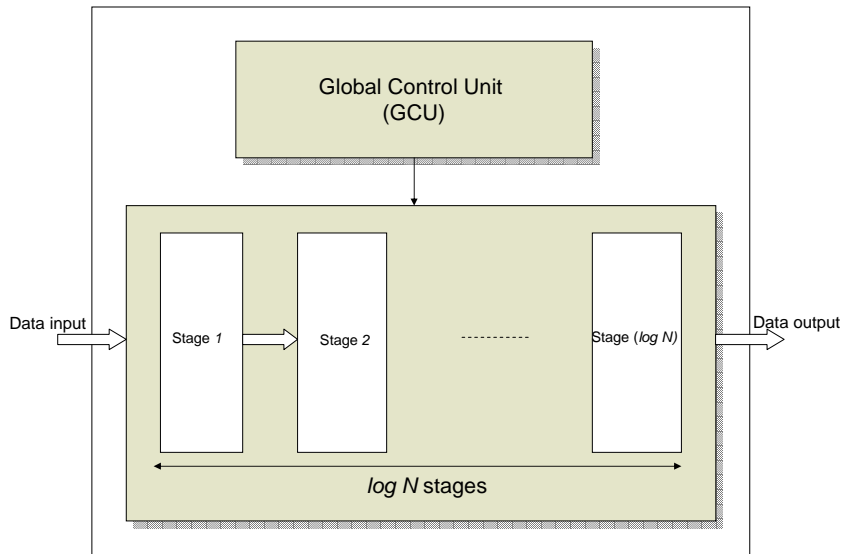 Global Control Unit
(GCU)
Data input
Stage 1
Stage 2
Stage (log N)
Data output
log N stages